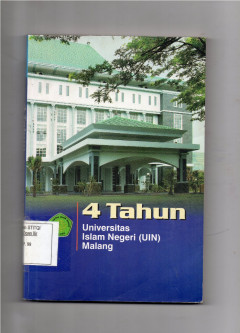 4 Tahun
Universitas
Islam Negeri (UIN)
Malang